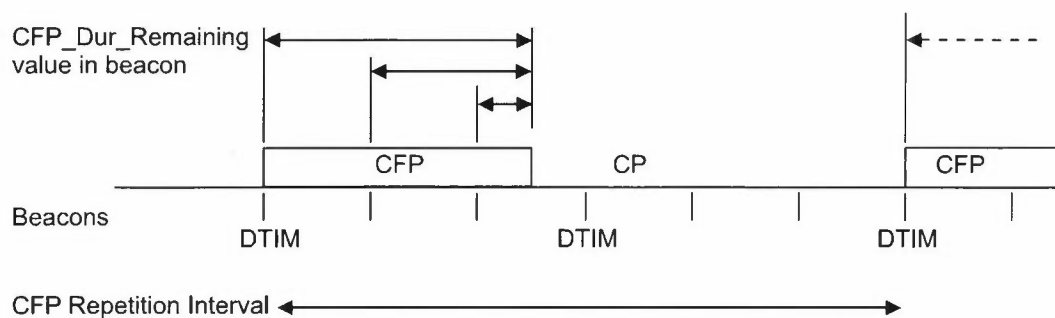 CFP_Dur_Remaining
value in beacon
CFP
CP
CFP
Beacons
DTIM
DTIM
DTIM
CFP Repetition Interval